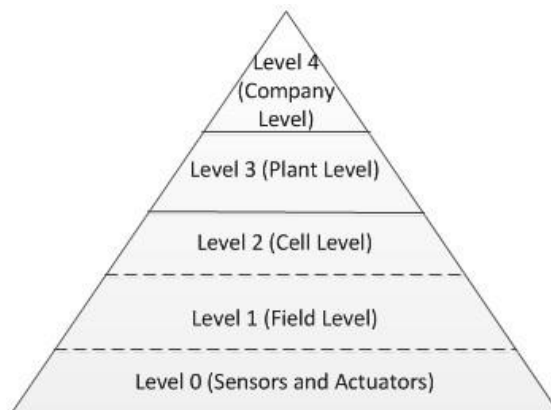 Level 4
(Company
Level)
Level 3 (Plant Level)
Level 2 (Cell Level)
Level 1 (Field Level)
Level 0 (Sensors and Actuators)